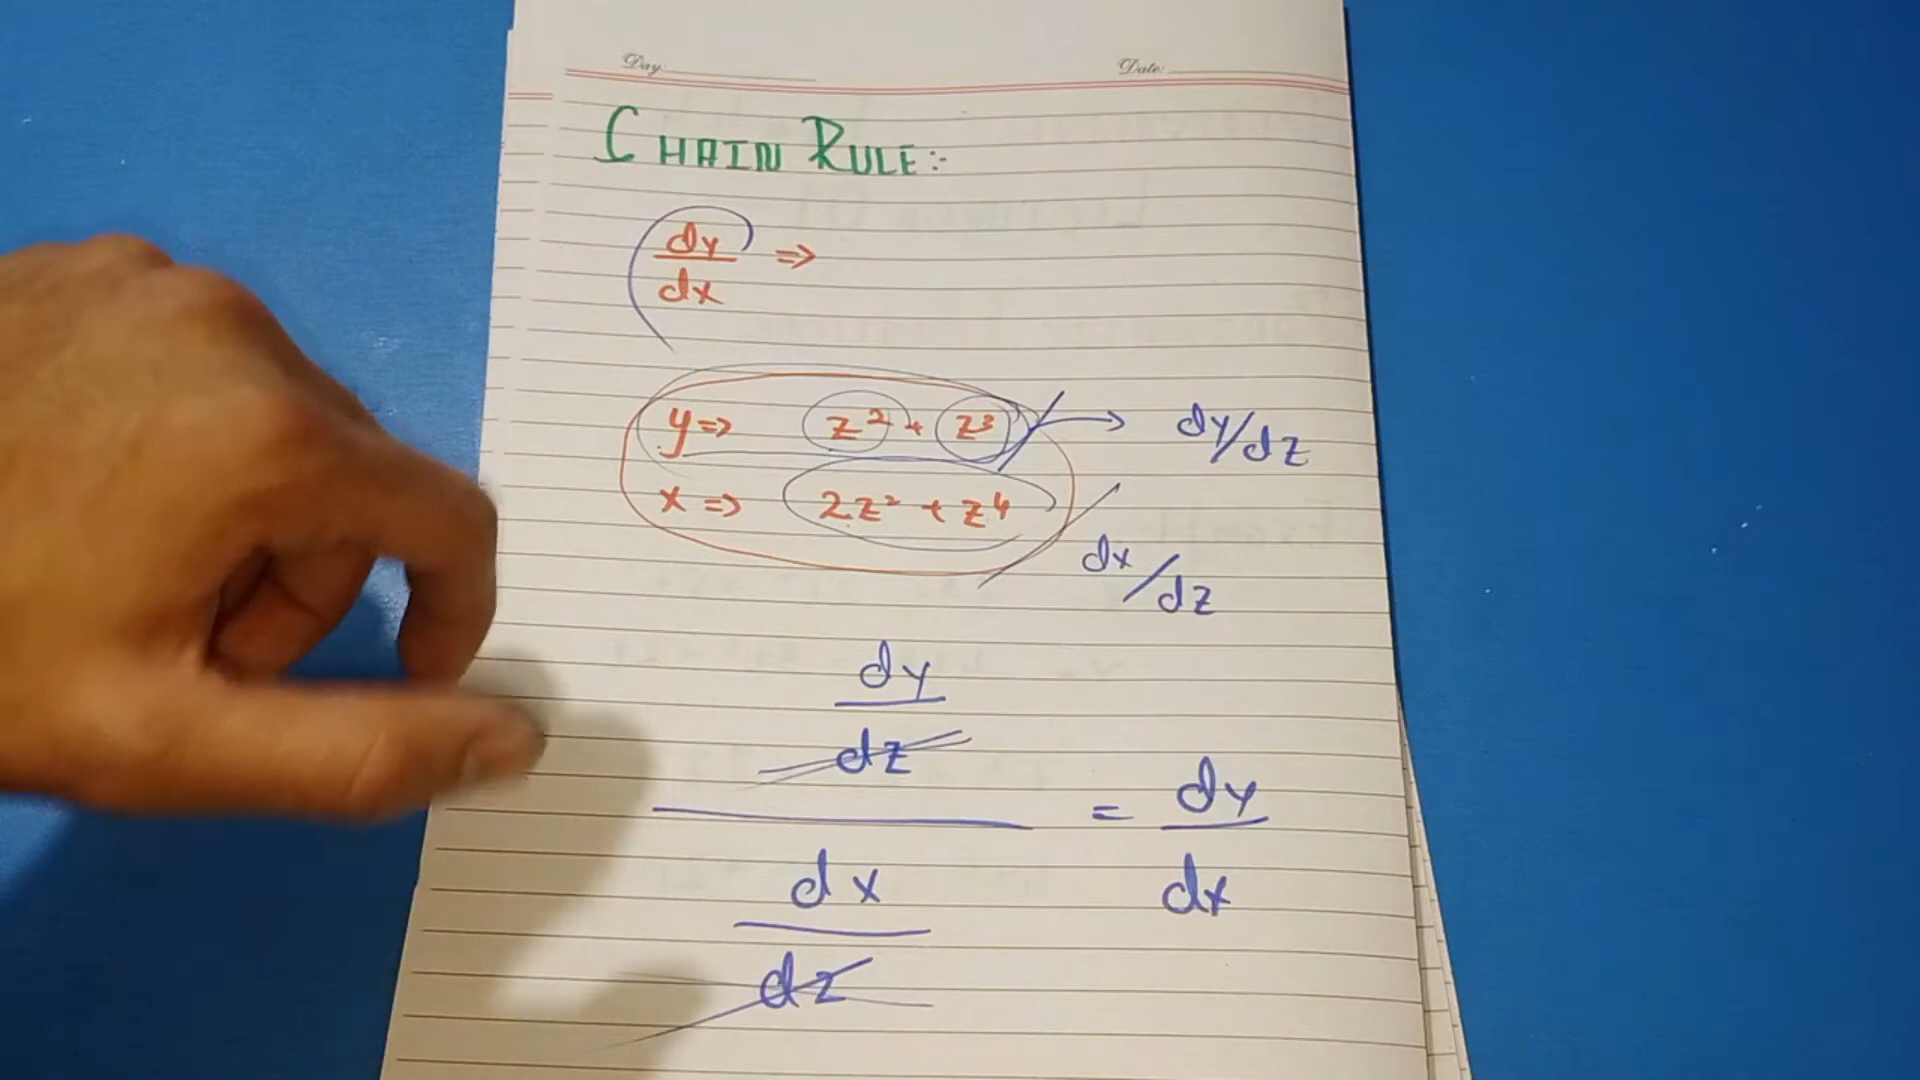 Day: Date:
CHAIN RULE:-
dy/dx ⇒
y ⇒ z² + z³ → dy/dz
x ⇒ 2z² + z⁴
dx/dz
dy
dz
= dy/dx
dx
dz